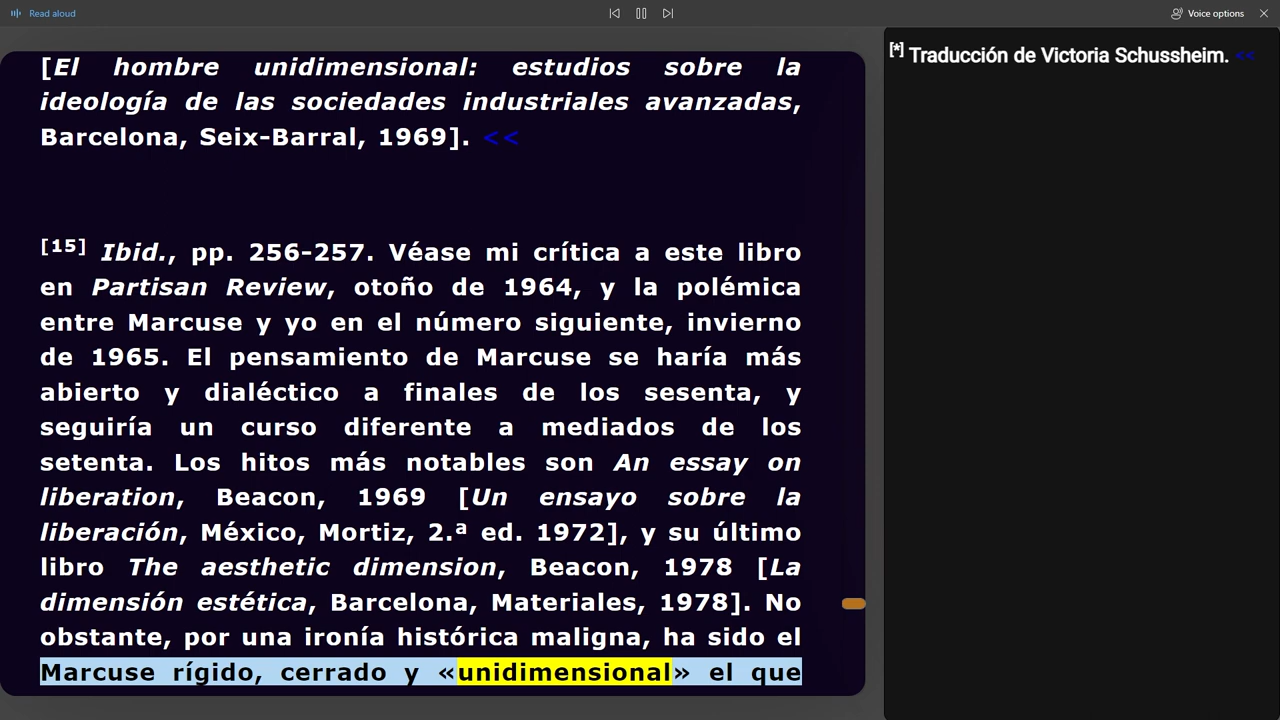 Read aloud
Voice options
[El hombre unidimensional: estudios sobre la
ideología de las sociedades industriales avanzadas,
Barcelona, Seix-Barral, 1969]. <<
[15] Ibid., pp. 256-257. Véase mi crítica a este libro
en Partisan Review, otoño de 1964, y la polémica
entre Marcuse y yo en el número siguiente, invierno
de 1965. El pensamiento de Marcuse se haría más
abierto y dialéctico a finales de los sesenta, y
seguiría un curso diferente a mediados de los
setenta. Los hitos más notables son An essay on
liberation, Beacon, 1969 [Un ensayo sobre la
liberación, México, Mortiz, 2.ª ed. 1972], y su último
libro The aesthetic dimension, Beacon, 1978 [La
dimensión estética, Barcelona, Materiales, 1978]. No
obstante, por una ironía histórica maligna, ha sido el
Marcuse rígido, cerrado y «unidimensional» el que
[*] Traducción de Victoria Schussheim. <<